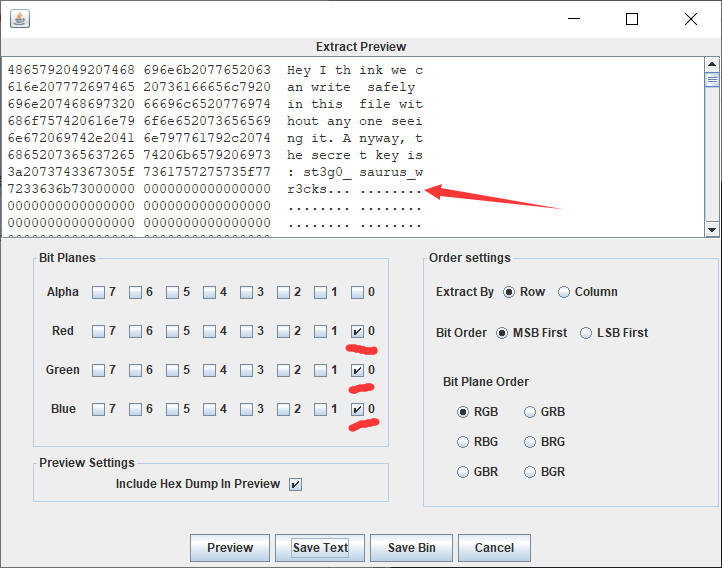 Extract Preview
4865792049207468 696e6b2077652063 Hey I th ink we c
616e207772697465 20736166656c7920 an write  safely 
696e207468697320 66696c6520776974 in this  file wit
686f757420616e79 6f6e652073656569 hout any one seei
6e672069742e2041 6e797761792c2074 ng it. A nyway, t
6865207365637265 74206b6579206973 he secre t key is
3a2073743367305f 7361757275735f77 : st3g0_ saurus_w
7233636b73000000 0000000000000000 r3cks... ........
0000000000000000 0000000000000000 ........ ........
0000000000000000 0000000000000000 ........ ........
Bit Planes
Alpha 7 6 5 4 3 2 1 0
Red 7 6 5 4 3 2 1 0
Green 7 6 5 4 3 2 1 0
Blue 7 6 5 4 3 2 1 0
Preview Settings
Include Hex Dump In Preview
Order settings
Extract By Row Column
Bit Order MSB First LSB First
Bit Plane Order
RGB GRB
RBG BRG
GBR BGR
Preview Save Text Save Bin Cancel